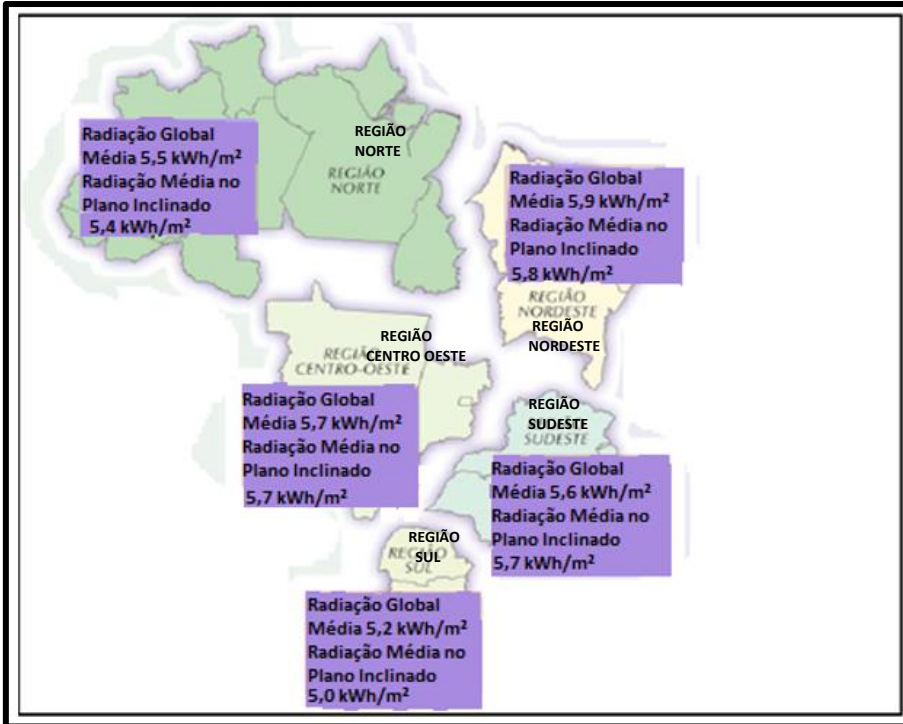 REGIÃO
NORTE
REGIÃO
NORTE
Radiação Global
Média 5,5 kWh/m²
Radiação Média no
Plano Inclinado
5,4 kWh/m²
Radiação Global
Média 5,9 kWh/m²
Radiação Média no
Plano Inclinado
5,8 kWh/m²
REGIÃO
NORDESTE
REGIÃO
NORDESTE
REGIÃO
CENTRO OESTE
REGIÃO
CENTRO-OESTE
Radiação Global
Média 5,7 kWh/m²
Radiação Média no
Plano Inclinado
5,7 kWh/m²
REGIÃO
SUDESTE
REGIÃO
SUDESTE
Radiação Global
Média 5,6 kWh/m²
Radiação Média no
Plano Inclinado
5,7 kWh/m²
REGIÃO
SUL
REGIÃO
SUL
Radiação Global
Média 5,2 kWh/m²
Radiação Média no
Plano Inclinado
5,0 kWh/m²